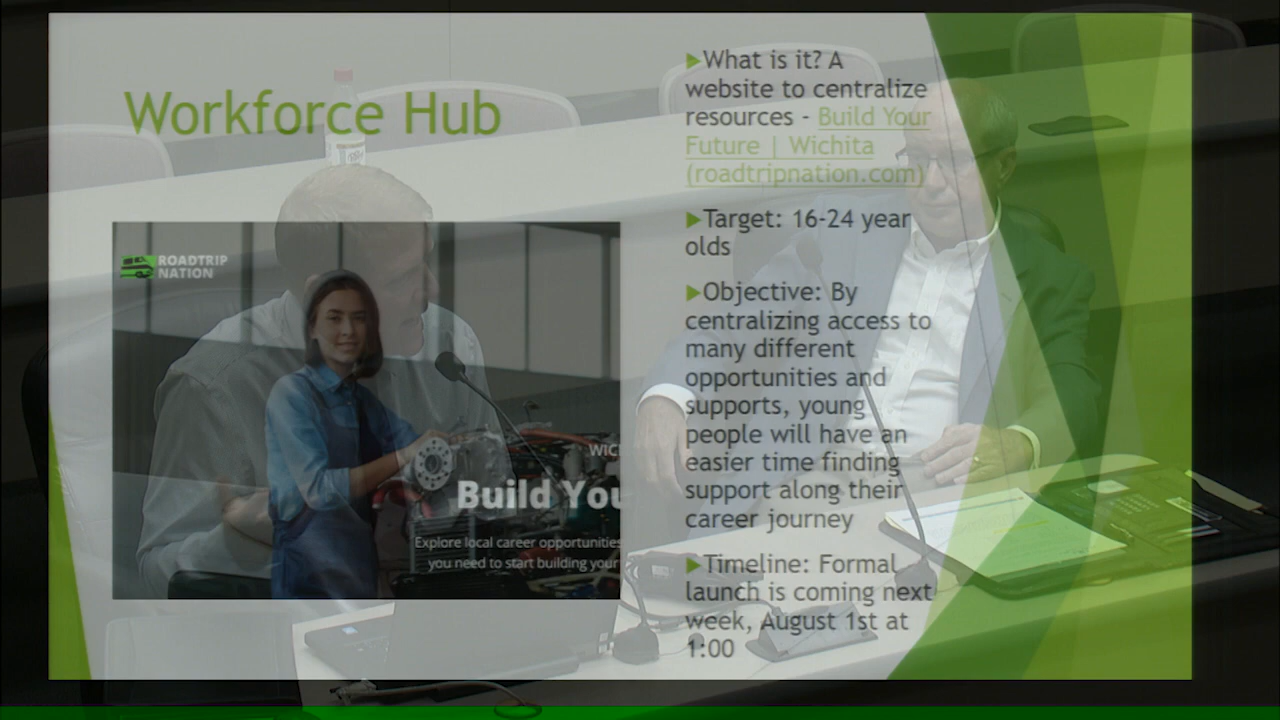 Workforce Hub
ROADTRIP
NATION
WIC
Build You
Explore local career opportunities
you need to start building your
▶What is it? A
website to centralize
resources - Build Your
Future | Wichita
(roadtripnation.com)
▶Target: 16-24 year
olds
▶Objective: By
centralizing access to
many different
opportunities and
supports, young
people will have an
easier time finding
support along their
career journey
▶Timeline: Formal
launch is coming next
week, August 1st at
1:00